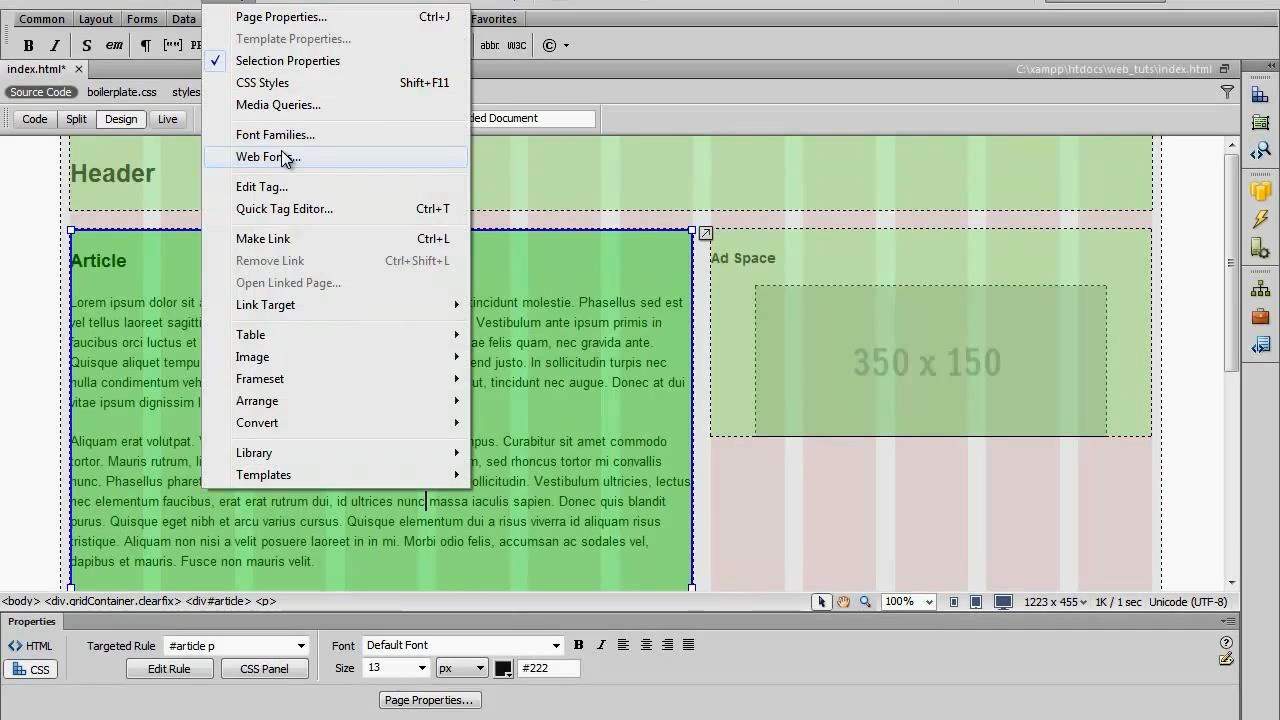 Common Layout Forms Data Favorites
B I S em ¶ [""] abbr. W3C ©
index.html* × C:\xampp\htdocs\web_tuts\index.html
Source Code boilerplate.css styles
Code Split Design Live led Document
Page Properties... Ctrl+J
Template Properties...
✓ Selection Properties
CSS Styles Shift+F11
Media Queries...
Font Families...
Web Fonts...
Edit Tag...
Quick Tag Editor... Ctrl+T
Make Link Ctrl+L
Remove Link Ctrl+Shift+L
Open Linked Page...
Link Target
Table
Image
Frameset
Arrange
Convert
Library
Templates
Header
Article
Lorem ipsum dolor sit a tincidunt molestie. Phasellus sed est
vel tellus laoreet sagitti Vestibulum ante ipsum primis in
faucibus orci luctus et ae felis quam, nec gravida ante.
Quisque aliquet tempu end justo. In sollicitudin turpis nec
nulla condimentum veh ut, tincidunt nec augue. Donec at dui
vitae ipsum dignissim l
Aliquam erat volutpat. V mpus. Curabitur sit amet commodo
tortor. Mauris rutrum, li m, sed rhoncus tortor mi convallis
nunc. Phasellus pharet ollicitudin. Vestibulum ultricies, lectus
nec elementum faucibus, erat erat rutrum dui, id ultrices nunc massa iaculis sapien. Donec quis blandit
purus. Quisque eget nibh et arcu varius cursus. Quisque elementum dui a risus viverra id aliquam risus
tristique. Aliquam non nisi a velit posuere laoreet in in mi. Morbi odio felis, accumsan ac sodales vel,
dapibus et mauris. Fusce non mauris velit.
Ad Space
350 x 150
<body> <div.gridContainer.clearfix> <div#article> <p> 100% 1223 x 455 1K / 1 sec Unicode (UTF-8)
Properties
<> HTML Targeted Rule #article p Font Default Font B I
CSS Edit Rule CSS Panel Size 13 px #222
Page Properties...